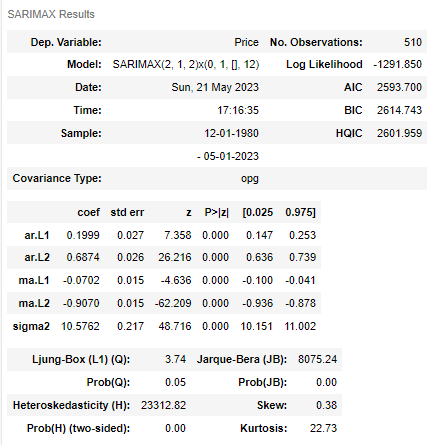 SARIMAX Results
Dep. Variable: Price No. Observations: 510
Model: SARIMAX(2, 1, 2)x(0, 1, [], 12) Log Likelihood -1291.850
Date: Sun, 21 May 2023 AIC 2593.700
Time: 17:16:35 BIC 2614.743
Sample: 12-01-1980 HQIC 2601.959
- 05-01-2023
Covariance Type: opg
coef std err z P>|z| [0.025 0.975]
ar.L1 0.1999 0.027 7.358 0.000 0.147 0.253
ar.L2 0.6874 0.026 26.216 0.000 0.636 0.739
ma.L1 -0.0702 0.015 -4.636 0.000 -0.100 -0.041
ma.L2 -0.9070 0.015 -62.209 0.000 -0.936 -0.878
sigma2 10.5762 0.217 48.716 0.000 10.151 11.002
Ljung-Box (L1) (Q): 3.74 Jarque-Bera (JB): 8075.24
Prob(Q): 0.05 Prob(JB): 0.00
Heteroskedasticity (H): 23312.82 Skew: 0.38
Prob(H) (two-sided): 0.00 Kurtosis: 22.73